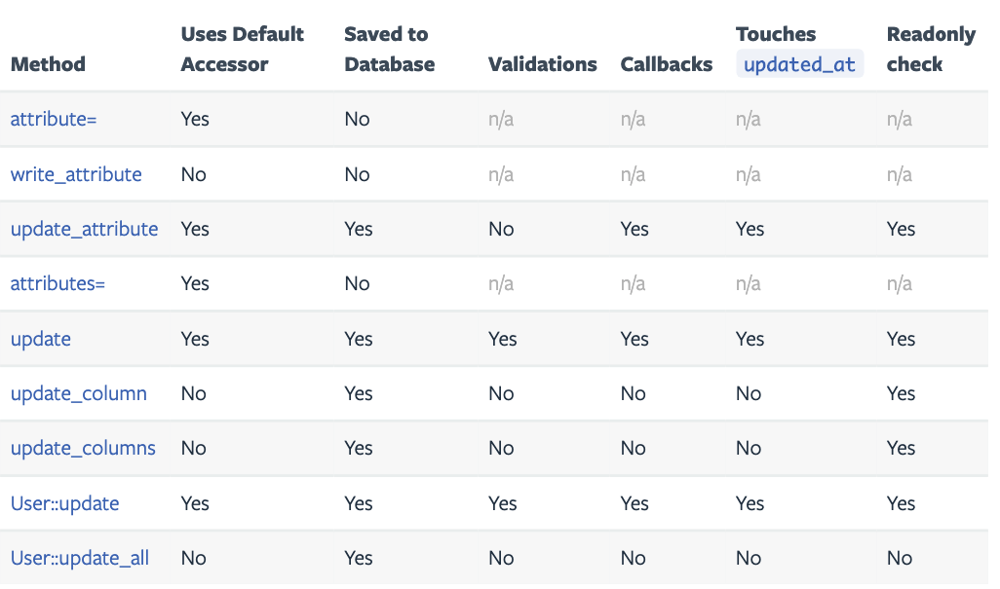 Method Uses Default Accessor Saved to Database Validations Callbacks Touches updated_at Readonly check
attribute= Yes No n/a n/a n/a n/a
write_attribute No No n/a n/a n/a n/a
update_attribute Yes Yes No Yes Yes Yes
attributes= Yes No n/a n/a n/a n/a
update Yes Yes Yes Yes Yes Yes
update_column No Yes No No No Yes
update_columns No Yes No No No Yes
User::update Yes Yes Yes Yes Yes Yes
User::update_all No Yes No No No No